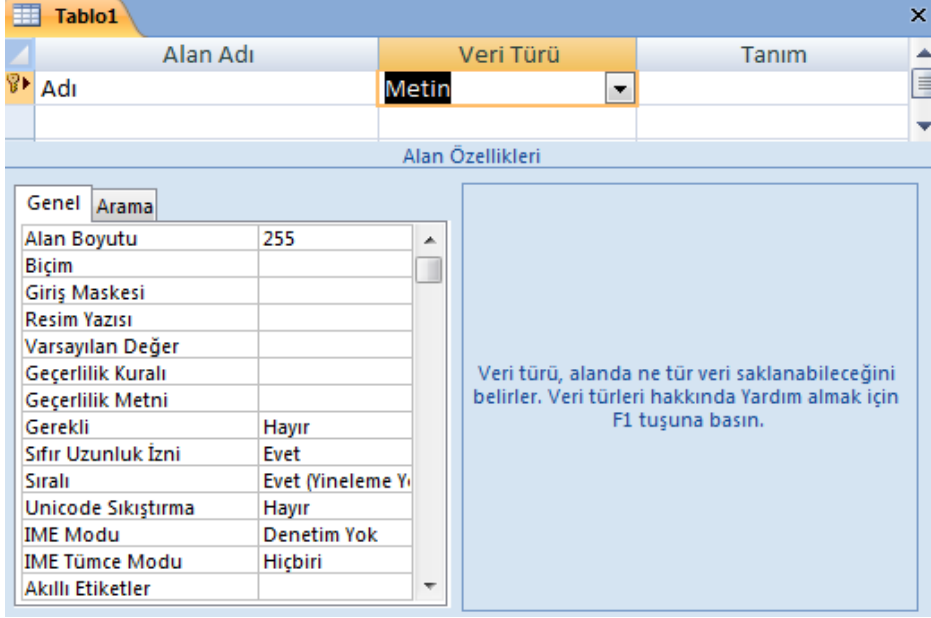 Tablo1
Alan Adı Veri Türü Tanım
Adı Metin
Alan Özellikleri
Genel Arama
Alan Boyutu 255
Biçim
Giriş Maskesi
Resim Yazısı
Varsayılan Değer
Geçerlilik Kuralı
Geçerlilik Metni
Gerekli Hayır
Sıfır Uzunluk İzni Evet
Sıralı Evet (Yineleme
Unicode Sıkıştırma Hayır
IME Modu Denetim Yok
IME Tümce Modu Hiçbiri
Akıllı Etiketler
Veri türü, alanda ne tür veri saklanabileceğini
belirler. Veri türleri hakkında Yardım almak için
F1 tuşuna basın.